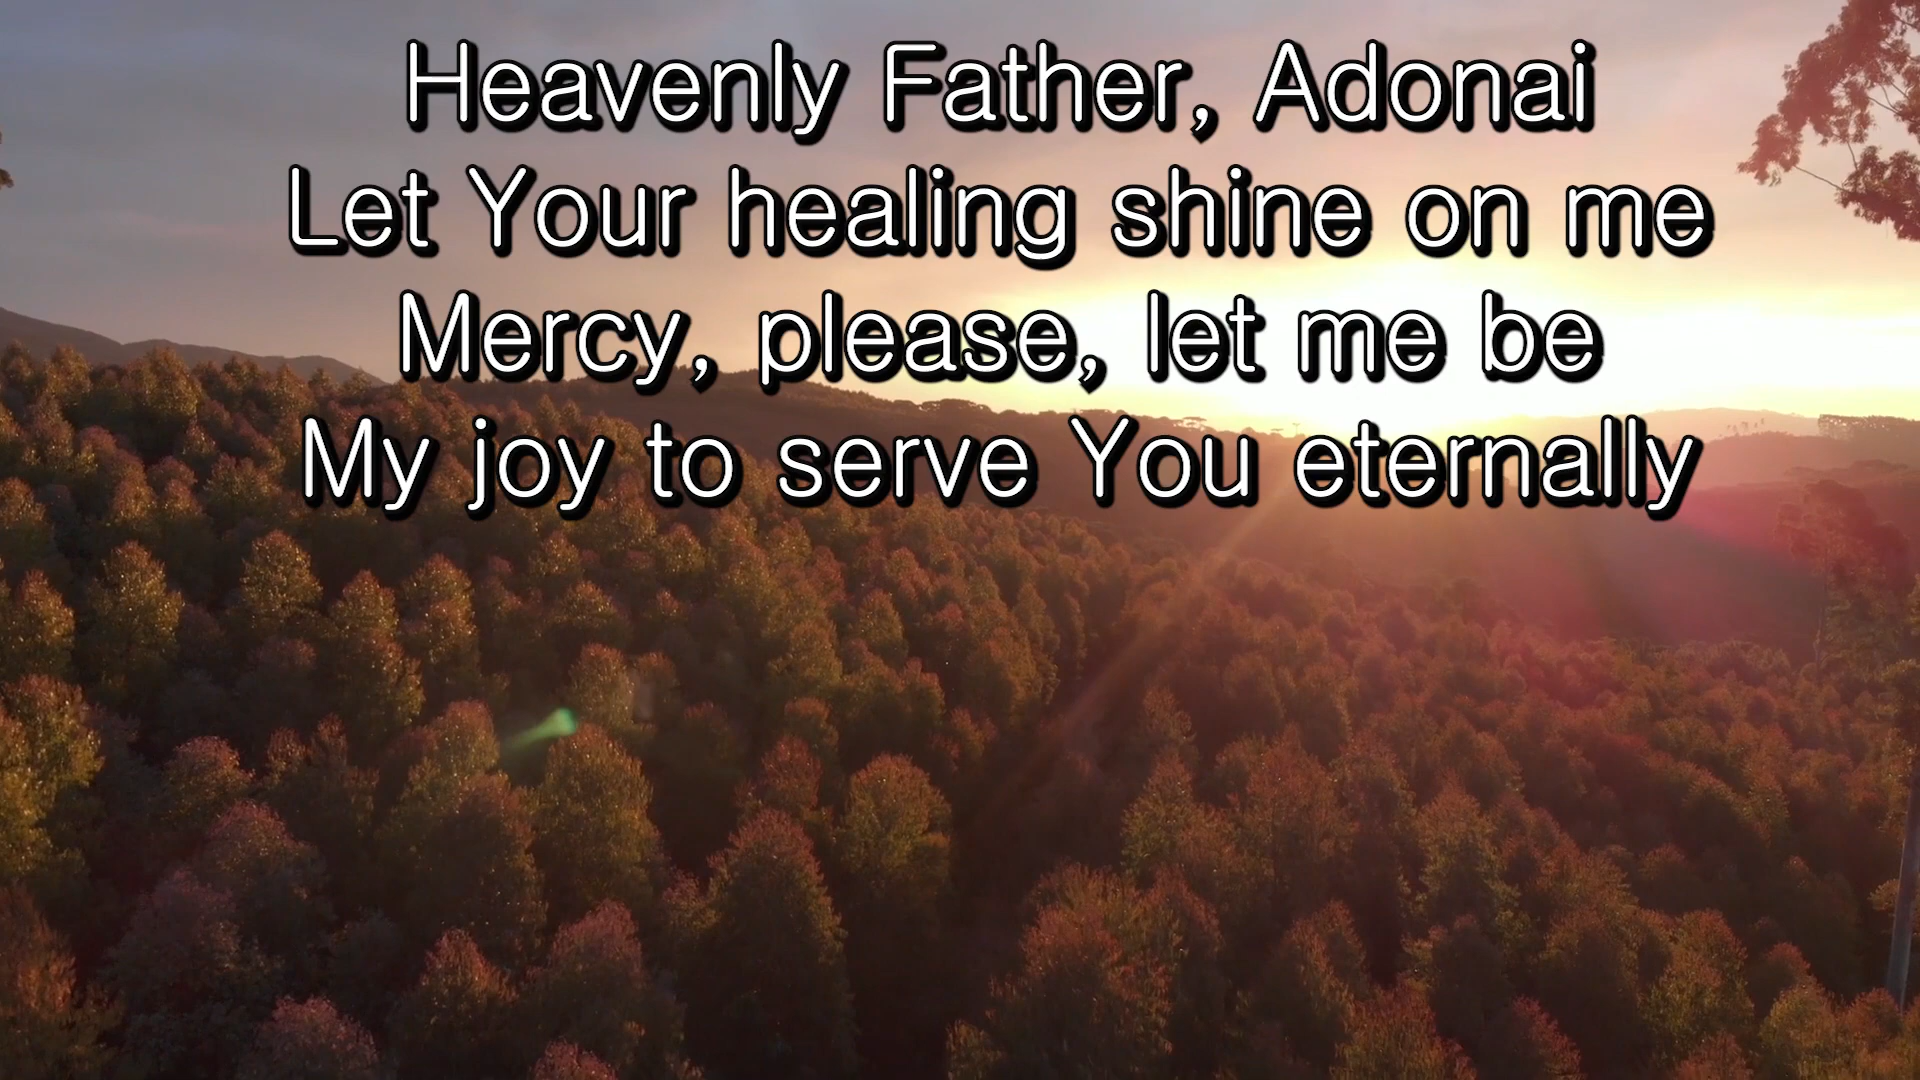 Heavenly Father, Adonai
Let Your healing shine on me
Mercy, please, let me be
My joy to serve You eternally